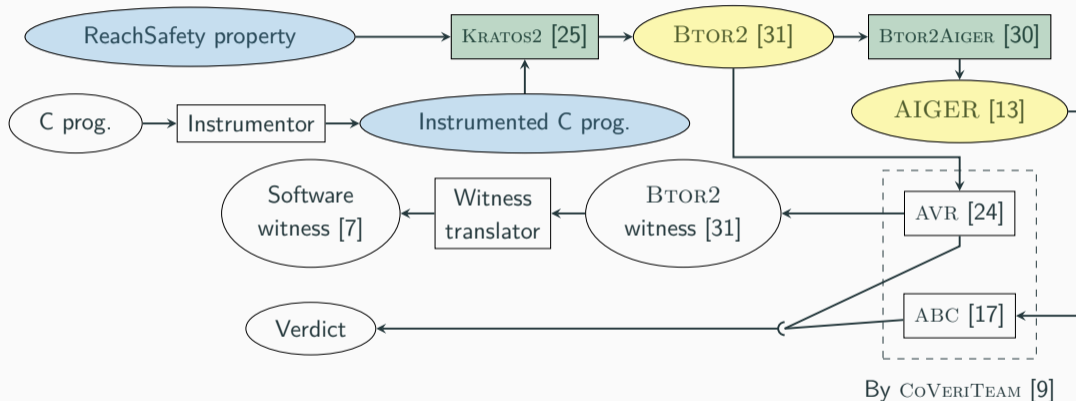 ReachSafety property
KRATOS2 [25]
BTOR2 [31]
BTOR2AIGER [30]
C prog.
Instrumentor
Instrumented C prog.
AIGER [13]
Software
witness [7]
Witness
translator
BTOR2
witness [31]
AVR [24]
Verdict
ABC [17]
By COVERITEAM [9]